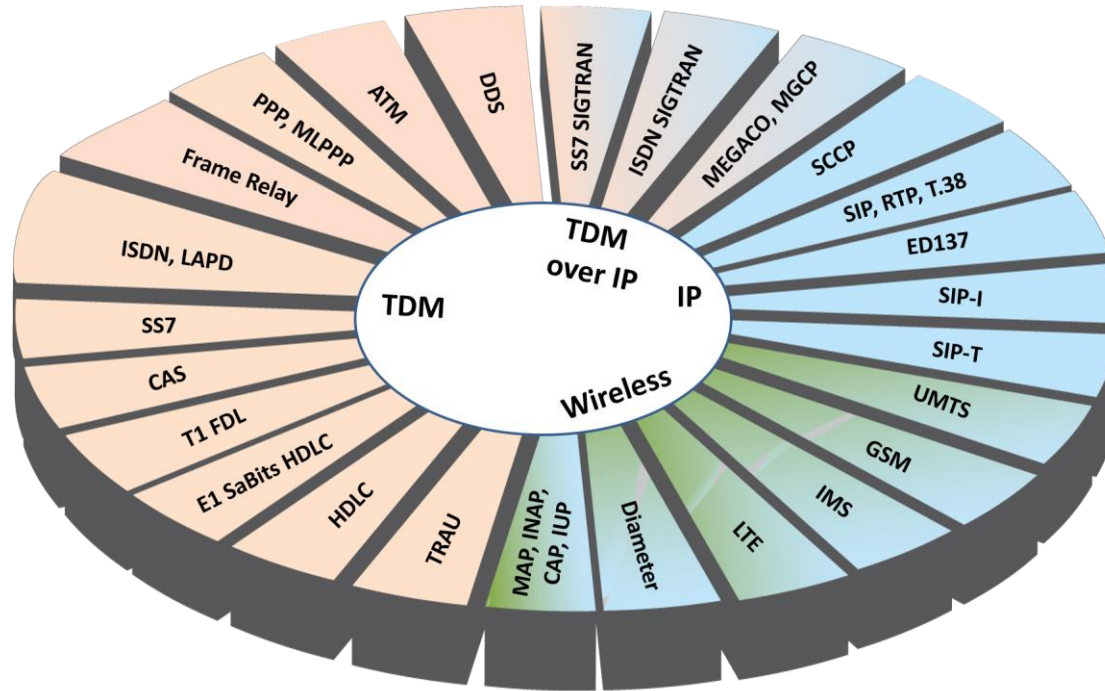 DDS
SS7 SIGTRAN
ISDN SIGTRAN
MEGACO, MGCP
SCCP
SIP, RTP, T.38
ED137
SIP-I
SIP-T
UMTS
GSM
IMS
LTE
Diameter
MAP, INAP,
CAP, IUP
TRAU
HDLC
E1 SaBits HDLC
T1 FDL
CAS
SS7
ISDN, LAPD
Frame Relay
PPP, MLPPP
ATM
TDM
over IP
IP
TDM
Wireless